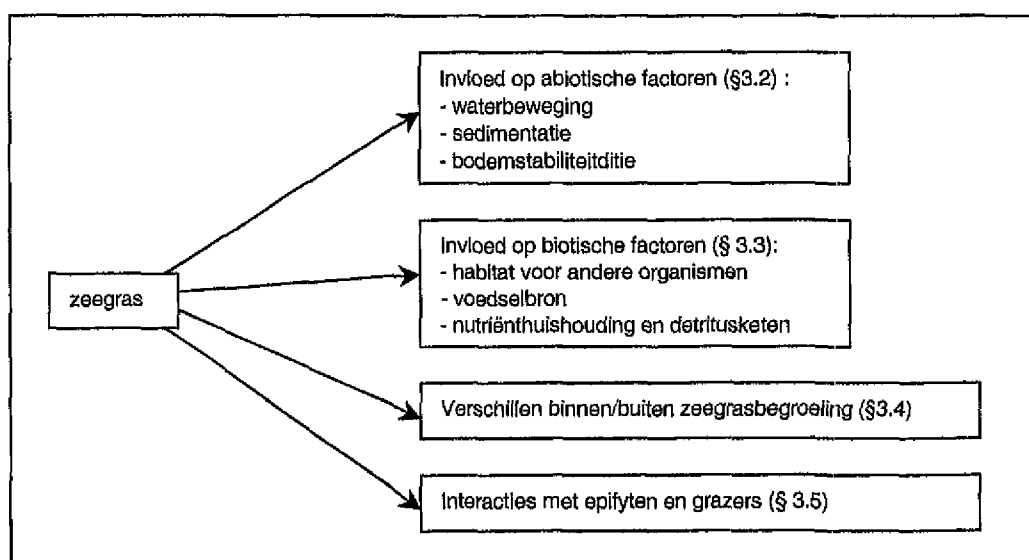 Invloed op abiotische factoren (§3.2) :
- waterbeweging
- sedimentatie
- bodemstabiliteitditie
Invloed op biotische factoren (§ 3.3):
- habitat voor andere organismen
- voedselbron
- nutriënthuishouding en detritusketen
zeegras
Verschillen binnen/buiten zeegrasbegroeiing (§3.4)
Interacties met epifyten en grazers (§ 3.5)